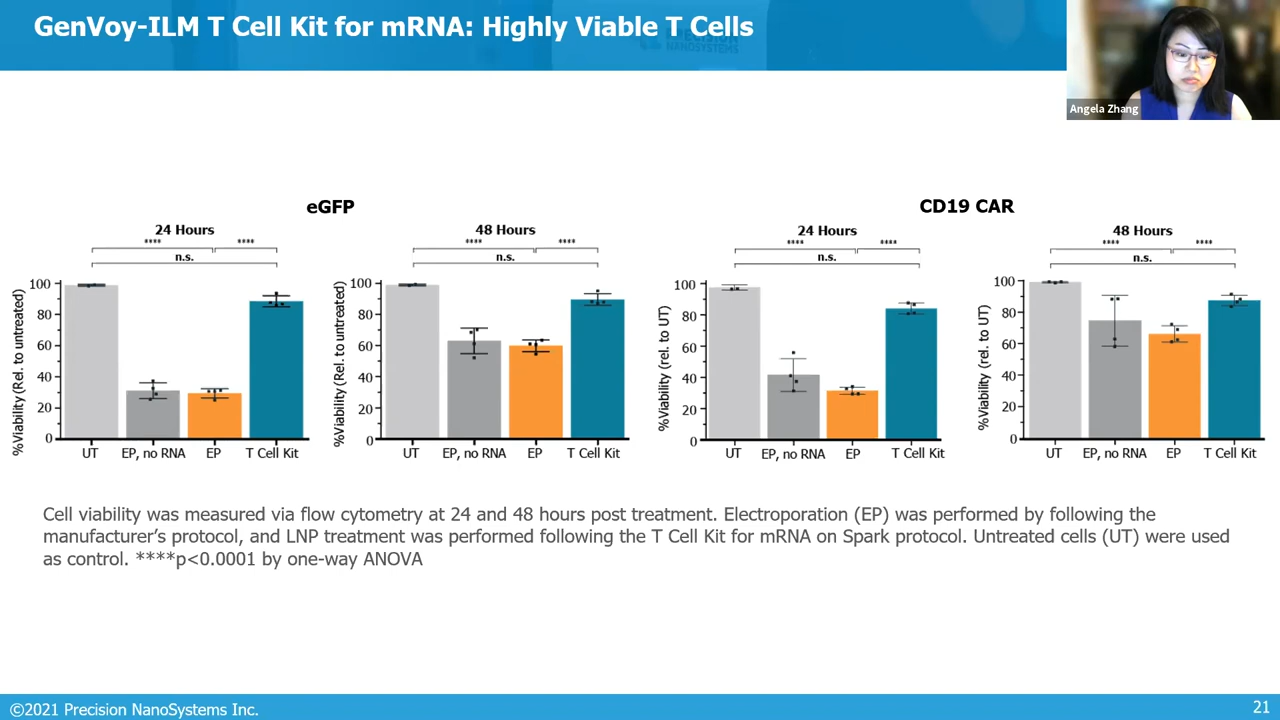 GenVoy-ILM T Cell Kit for mRNA: Highly Viable T Cells
PRECISION
NANOSYSTEMS
Angela Zhang
eGFP
CD19 CAR
24 Hours
48 Hours
24 Hours
48 Hours
**** ****
**** ****
**** ****
**** ****
n.s.
n.s.
n.s.
n.s.
%Viability (Rel. to untreated)
100
80
60
40
20
0
UT EP, no RNA EP T Cell Kit
%Viability (Rel. to untreated)
100
80
60
40
20
0
UT EP, no RNA EP T Cell Kit
%Viability (rel. to UT)
100
80
60
40
20
0
UT EP, no RNA EP T Cell Kit
%Viability (rel. to UT)
100
80
60
40
20
0
UT EP, no RNA EP T Cell Kit
Cell viability was measured via flow cytometry at 24 and 48 hours post treatment. Electroporation (EP) was performed by following the
manufacturer’s protocol, and LNP treatment was performed following the T Cell Kit for mRNA on Spark protocol. Untreated cells (UT) were used
as control. ****p<0.0001 by one-way ANOVA
©2021 Precision NanoSystems Inc.
21